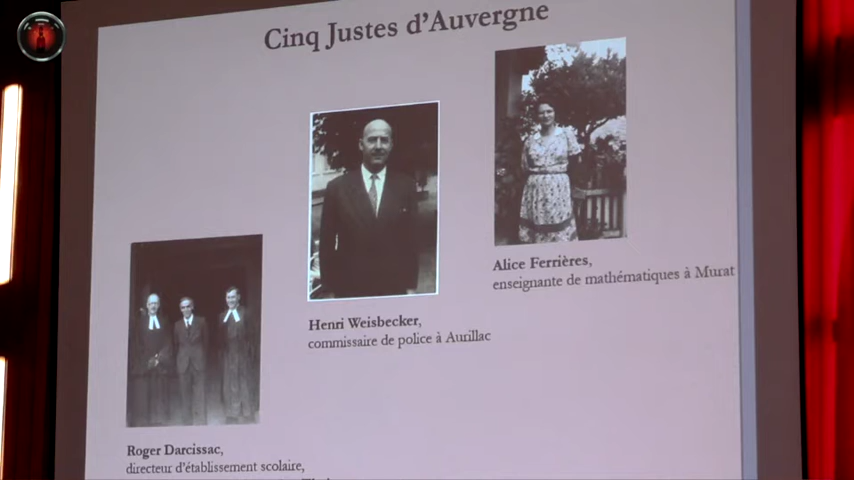 Cinq Justes d'Auvergne
Alice Ferrières,
enseignante de mathématiques à Murat
Henri Weisbecker,
commissaire de police à Aurillac
Roger Darcissac,
directeur d'établissement scolaire,